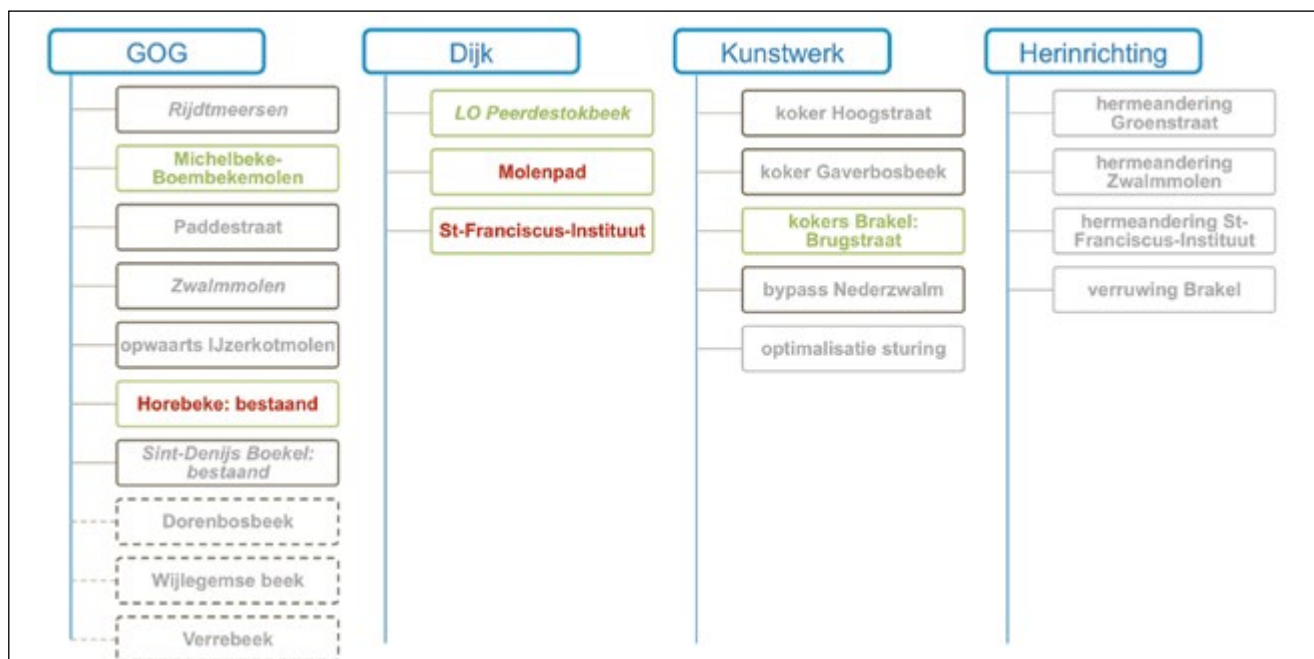 GOG
Rijdtmeersen
Michelbeke-
Boembekemolen
Paddestraat
Zwalmmolen
opwaarts IJzerkotmolen
Horebeke: bestaand
Sint-Denijs Boekel:
bestaand
Dorenbosbeek
Wijlegemse beek
Verrebeek
Dijk
LO Peerdestokbeek
Molenpad
St-Franciscus-Instituut
Kunstwerk
koker Hoogstraat
koker Gaverbosbeek
kokers Brakel:
Brugstraat
bypass Nederzwalm
optimalisatie sturing
Herinrichting
hermeandering
Groenstraat
hermeandering
Zwalmmolen
hermeandering St-
Franciscus-Instituut
verruwing Brakel